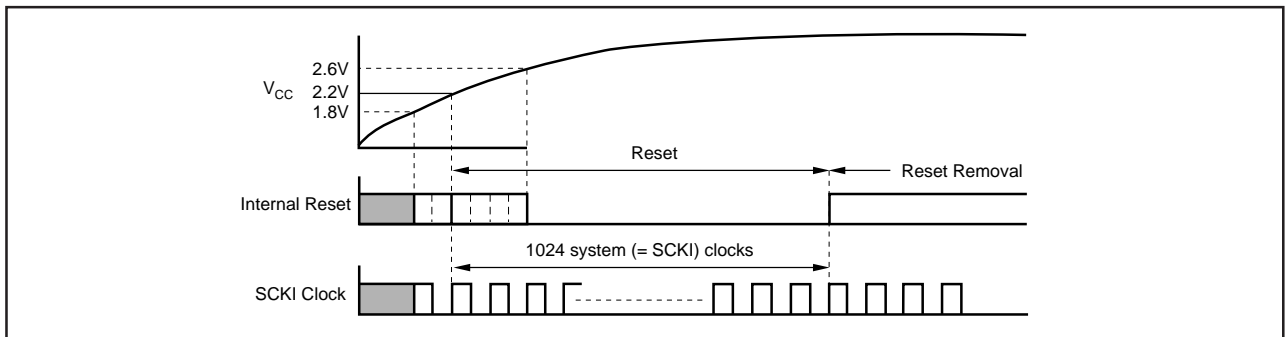 2.6V
V_CC 2.2V
1.8V
Reset
Reset Removal
Internal Reset
1024 system (= SCKI) clocks
SCKI Clock